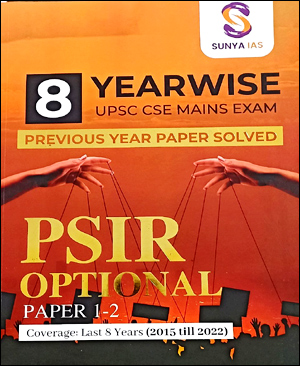 SUNYA IAS
8 YEARWISE
UPSC CSE MAINS EXAM
PREVIOUS YEAR PAPER SOLVED
PSIR
OPTIONAL
PAPER 1-2
Coverage: Last 8 Years (2015 till 2022)